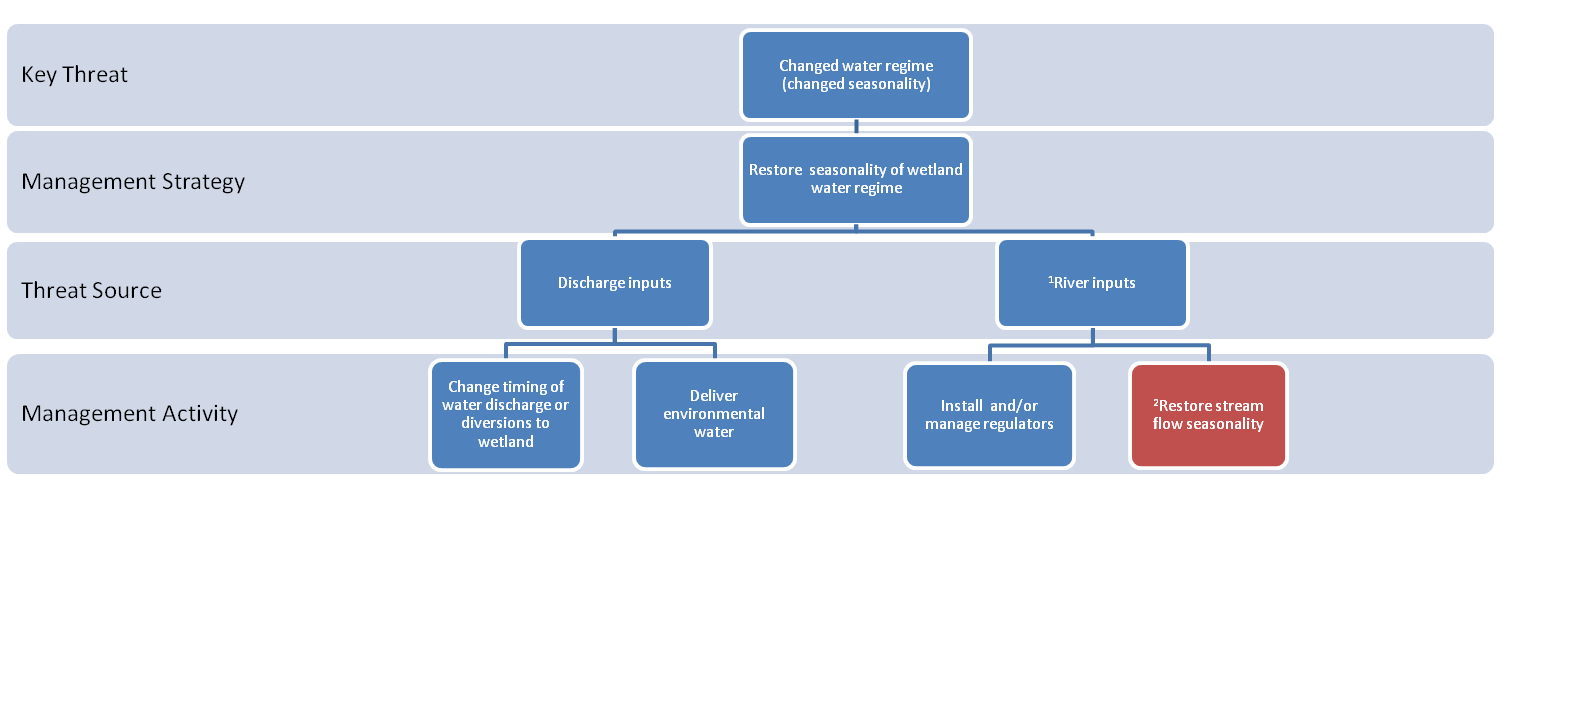 Key Threat
Changed water regime
(changed seasonality)
Management Strategy
Restore  seasonality of wetland
water regime
Threat Source
Discharge inputs
¹River inputs
Management Activity
Change timing of
water discharge or
diversions to
wetland
Deliver
environmental
water
Install  and/or
manage regulators
²Restore stream
flow seasonality